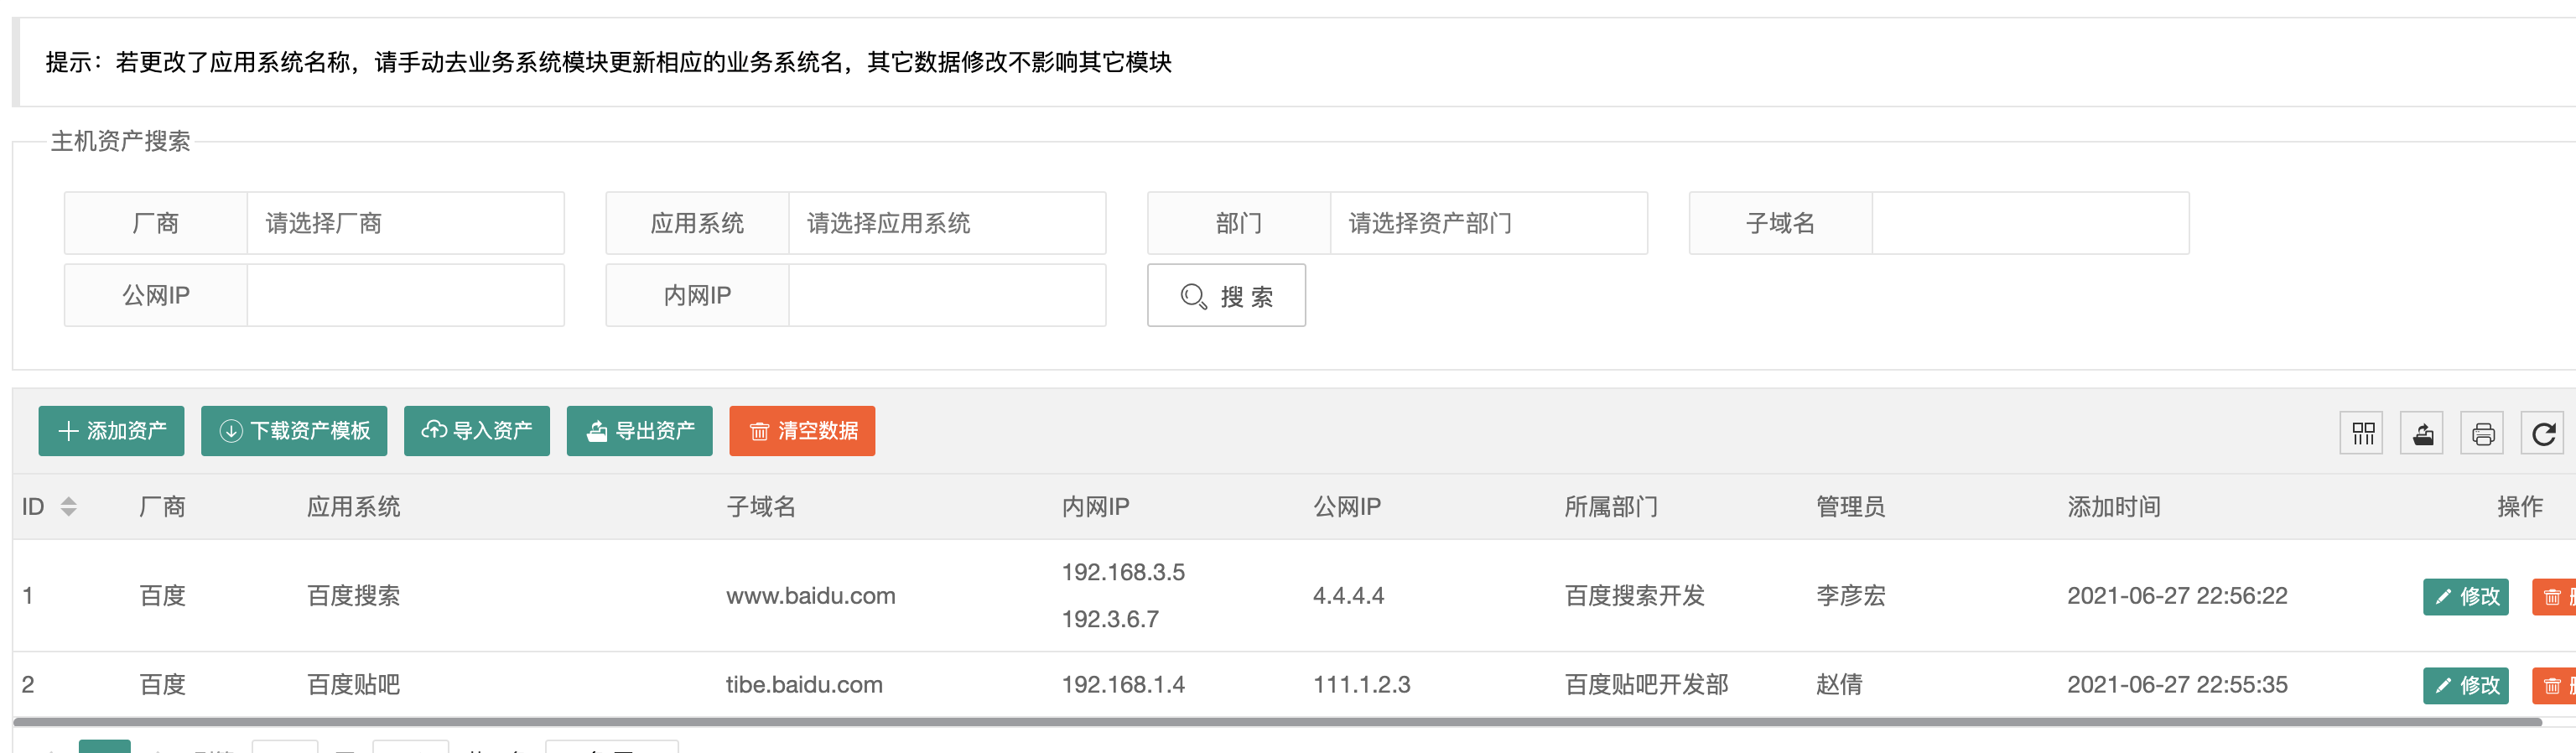 提示：若更改了应用系统名称，请手动去业务系统模块更新相应的业务系统名，其它数据修改不影响其它模块
主机资产搜索
厂商 请选择厂商 应用系统 请选择应用系统 部门 请选择资产部门 子域名
公网IP 内网IP 搜 索
添加资产 下载资产模板 导入资产 导出资产 清空数据
ID 厂商 应用系统 子域名 内网IP 公网IP 所属部门 管理员 添加时间 操作
1 百度 百度搜索 www.baidu.com 192.168.3.5 4.4.4.4 百度搜索开发 李彦宏 2021-06-27 22:56:22 修改
192.3.6.7
2 百度 百度贴吧 tibe.baidu.com 192.168.1.4 111.1.2.3 百度贴吧开发部 赵倩 2021-06-27 22:55:35 修改